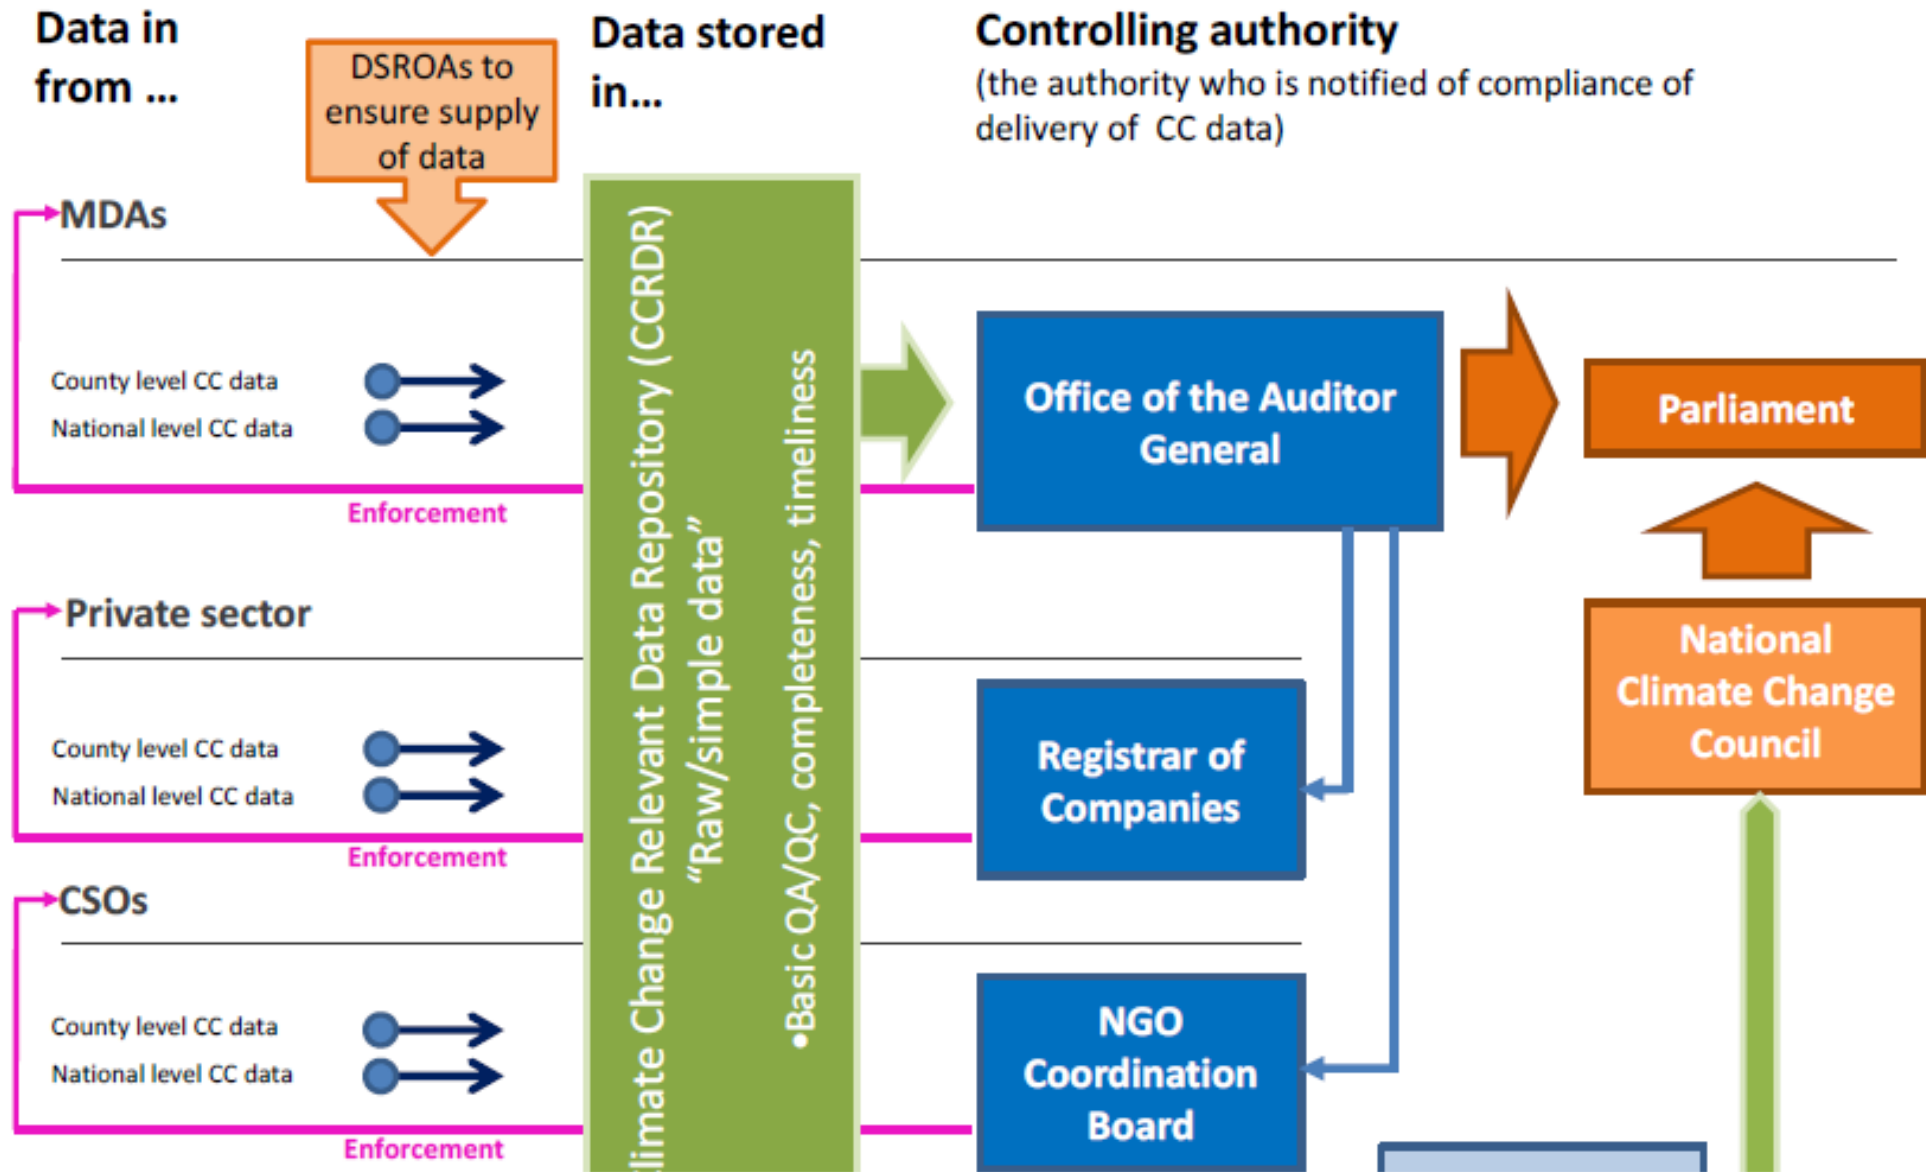 Data in
from ...
DSROAs to
ensure supply
of data
Data stored
in...
Controlling authority
(the authority who is notified of compliance of
delivery of CC data)
MDAs
County level CC data
National level CC data
Enforcement
Private sector
County level CC data
National level CC data
Enforcement
CSOs
County level CC data
National level CC data
Enforcement
limate Change Relevant Data Repository (CCRDR)
“Raw/simple data”
•Basic QA/QC, completeness, timeliness
Office of the Auditor
General
Registrar of
Companies
NGO
Coordination
Board
Parliament
National
Climate Change
Council